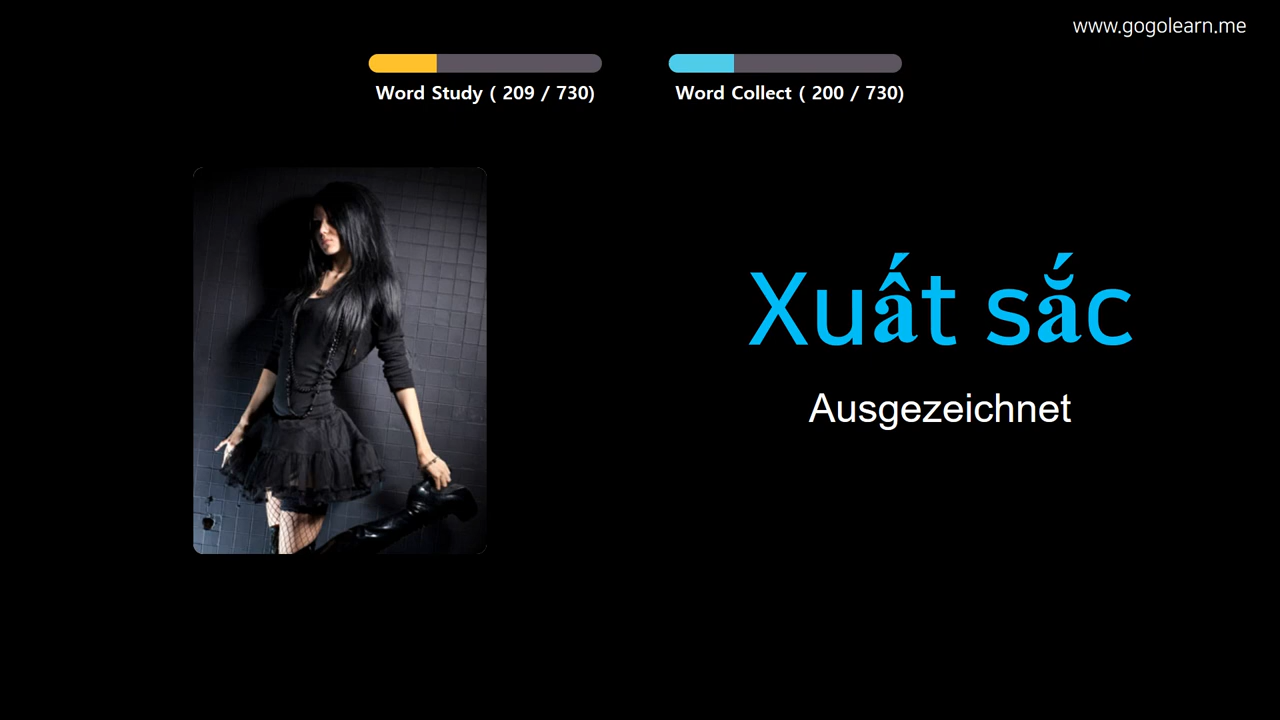 www.gogolearn.me
Word Study ( 209 / 730)
Word Collect ( 200 / 730)
Xuất sắc
Ausgezeichnet